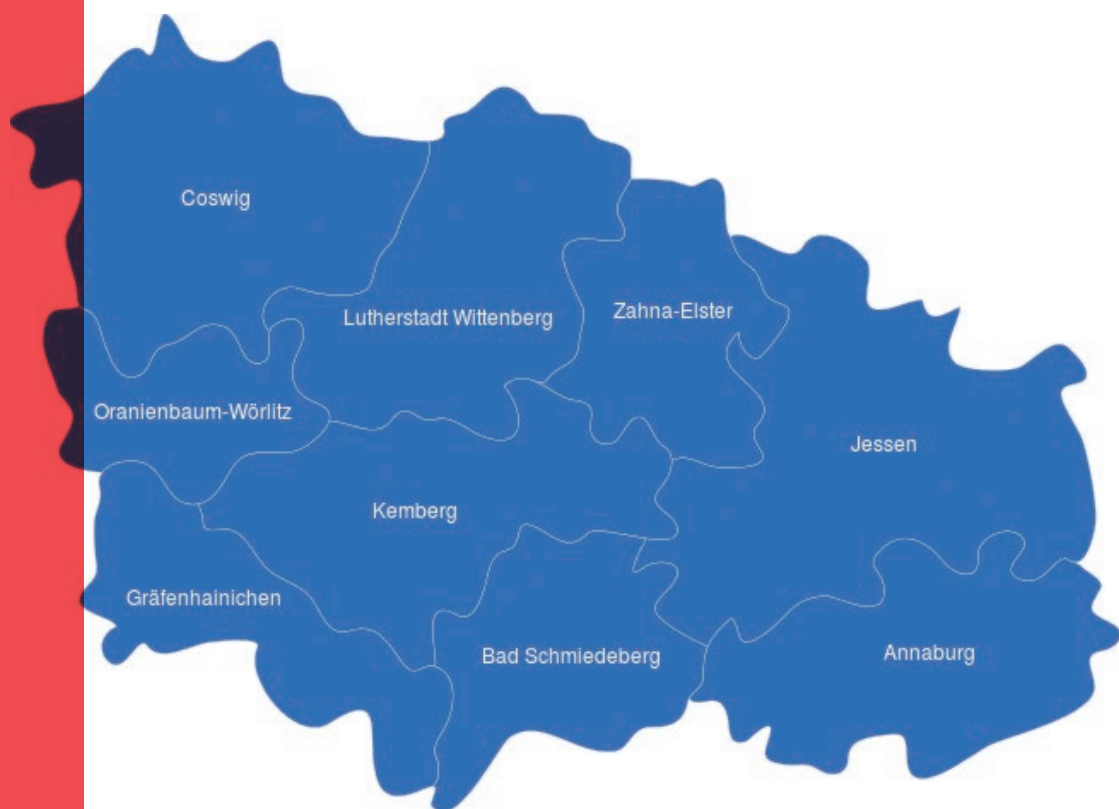 Coswig
Lutherstadt Wittenberg
Zahna-Elster
Oranienbaum-Wörlitz
Jessen
Kemberg
Gräfenhainichen
Bad Schmiedeberg
Annaburg